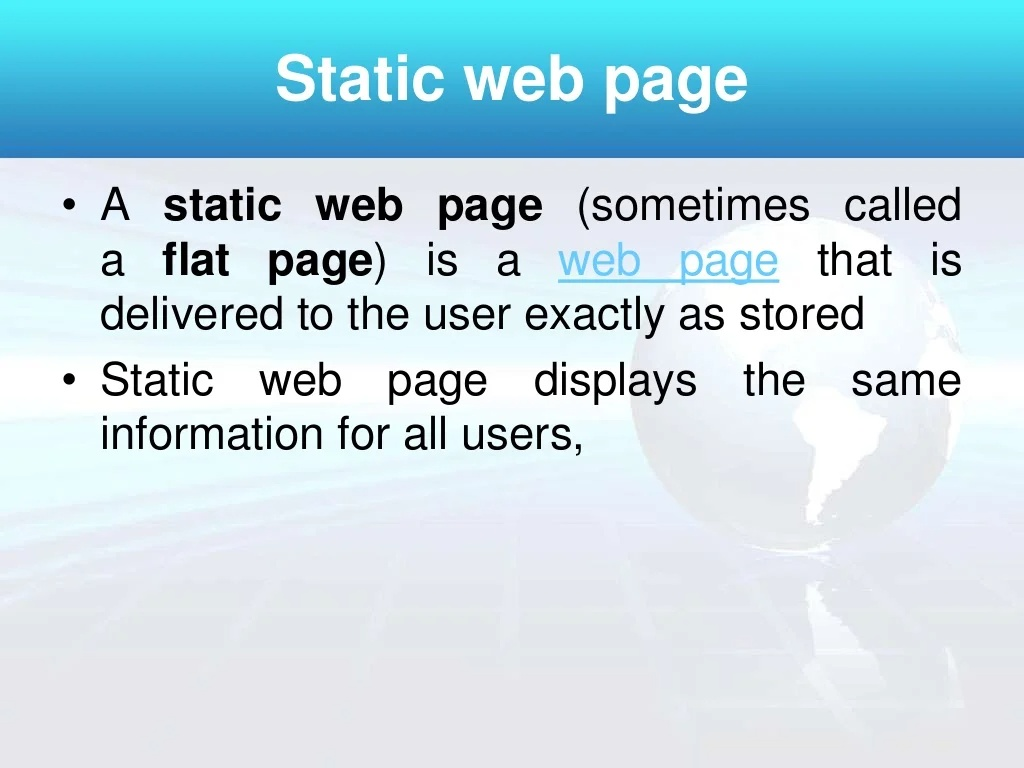 Static web page
• A static web page (sometimes called
a flat page) is a web page that is
delivered to the user exactly as stored
• Static web page displays the same
information for all users,